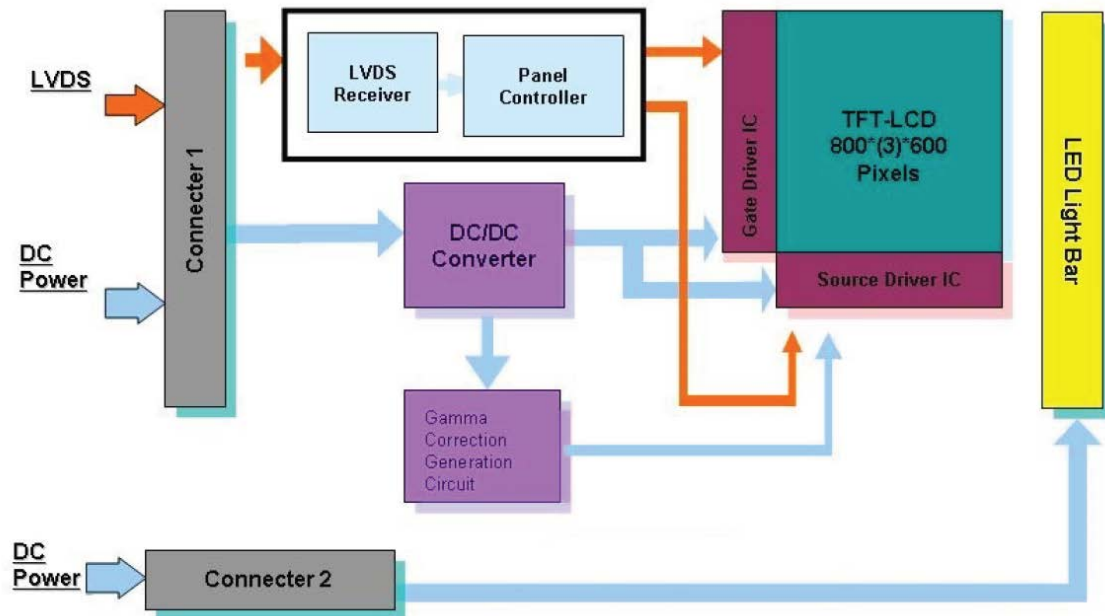 LVDS
DC
Power
Connecter 1
LVDS
Receiver
Panel
Controller
DC/DC
Converter
Gamma
Correction
Generation
Circuit
Gate Driver IC
TFT-LCD
800*(3)*600
Pixels
Source Driver IC
LED Light Bar
DC
Power
Connecter 2